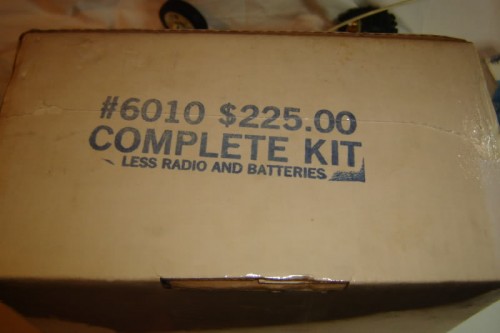 #6010 $225.00
COMPLETE KIT
LESS RADIO AND BATTERIES